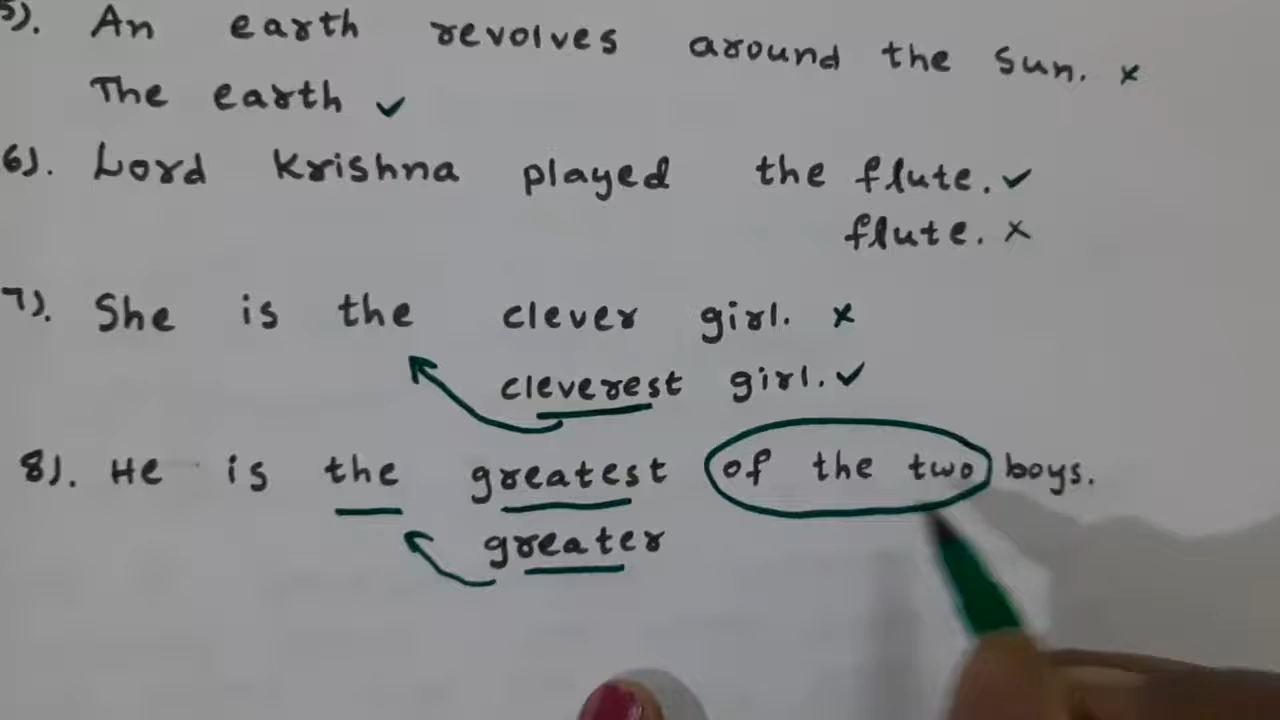 5). An earth revolves around the sun. ×
The earth ✓
6). Lord Krishna played the flute. ✓
flute. ×
7). She is the clever girl. ×
cleverest girl. ✓
8). He is the greatest of the two boys.
greater